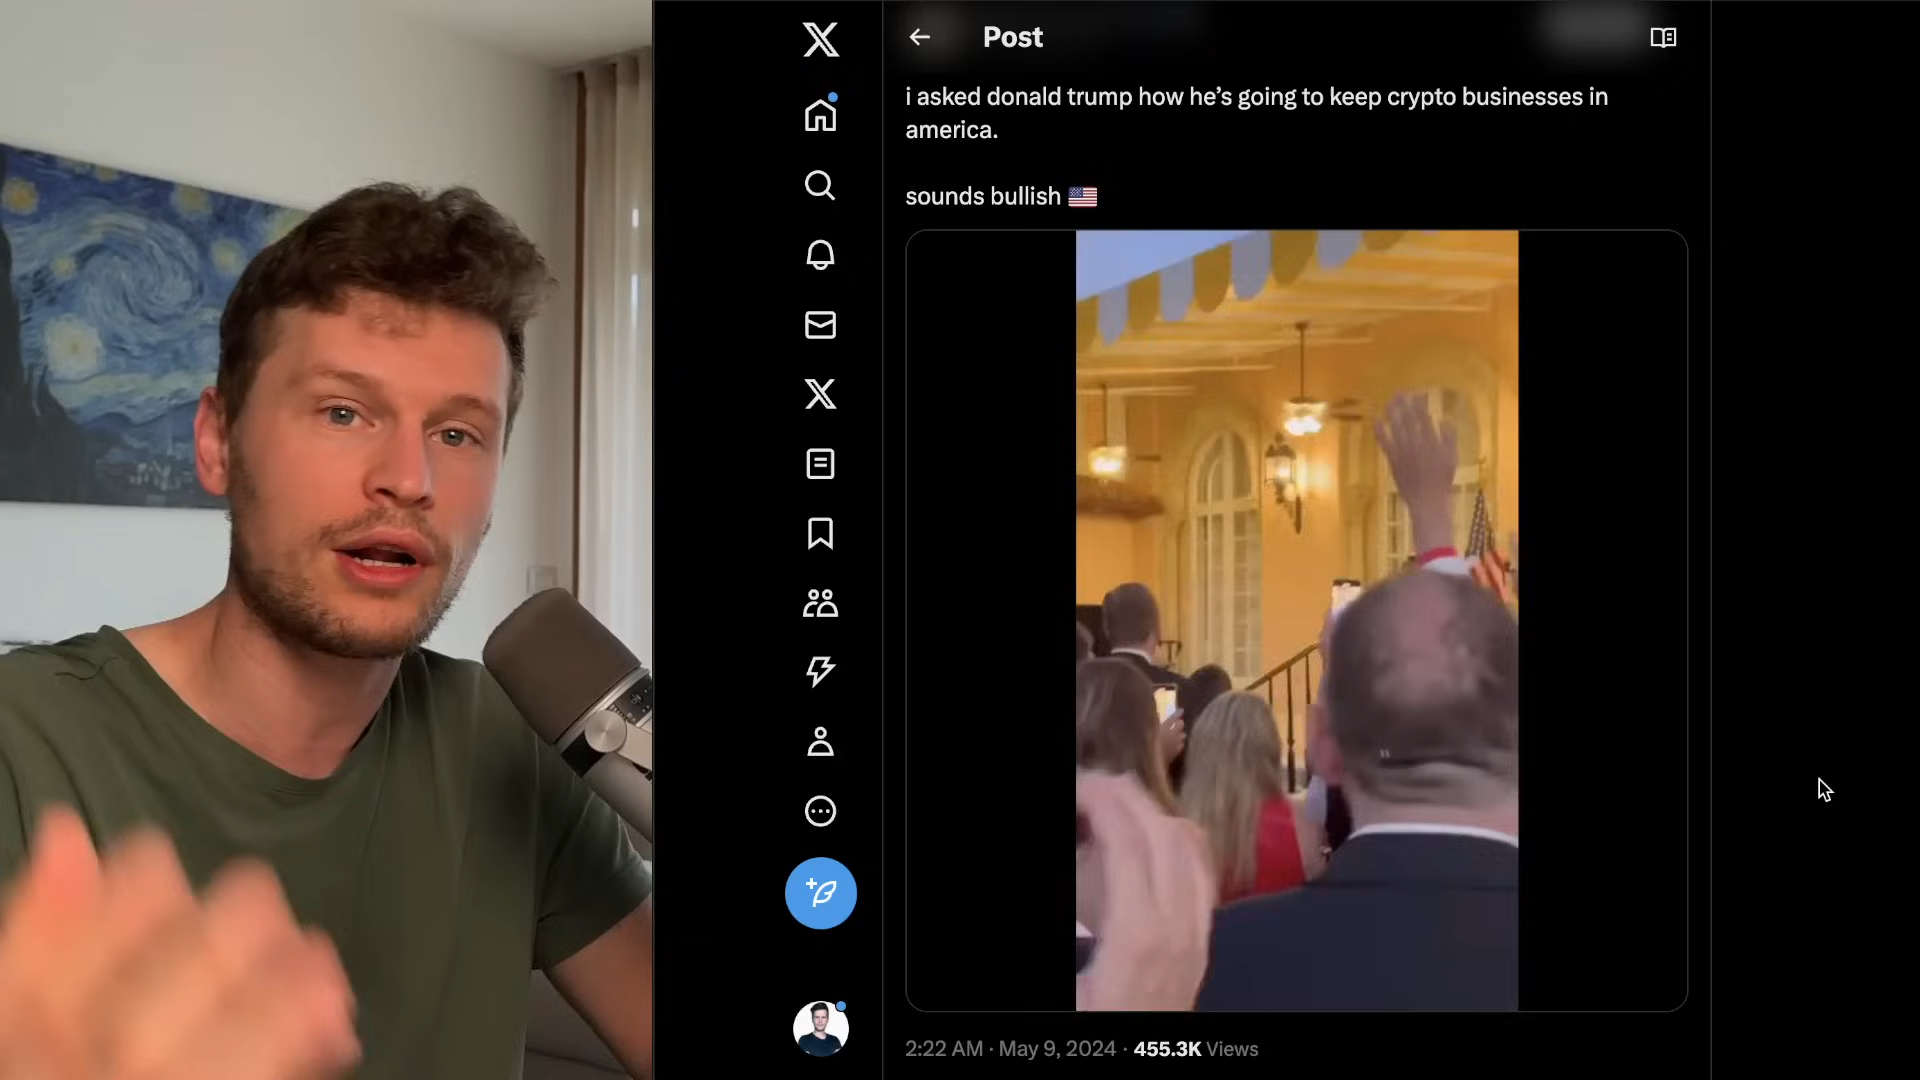 Post
i asked donald trump how he’s going to keep crypto businesses in
america.
sounds bullish 🇺🇸
2:22 AM · May 9, 2024 · 455.3K Views